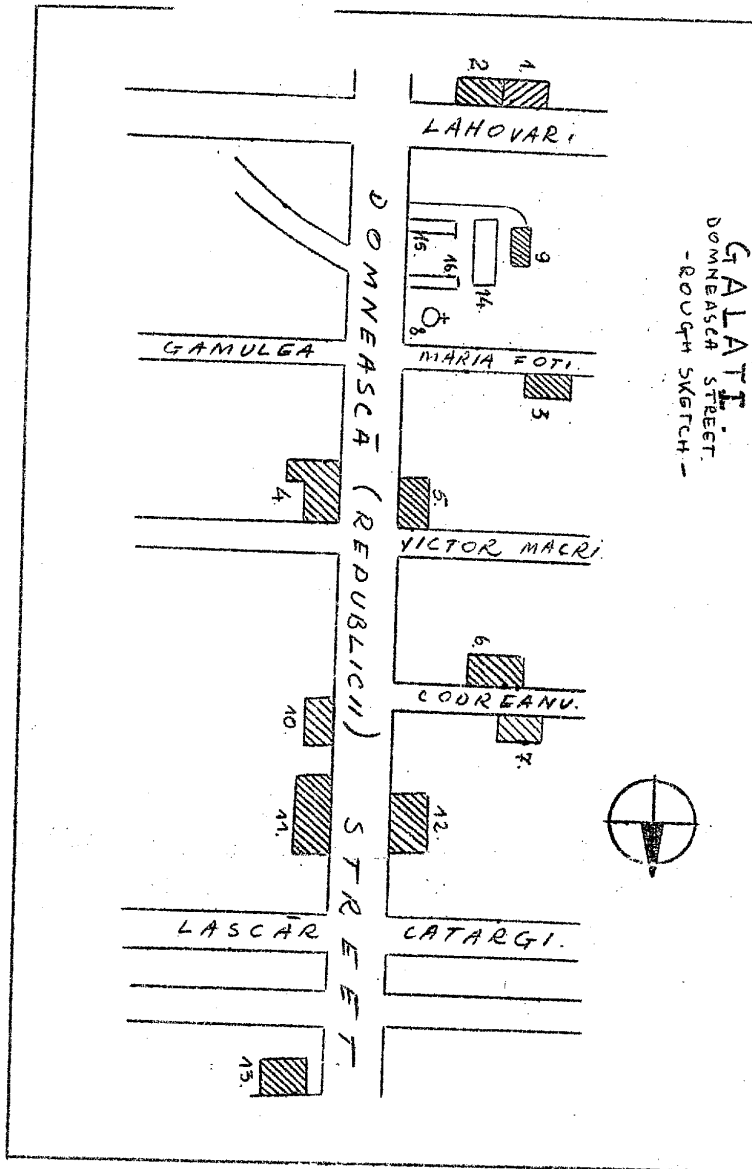 GALAȚI.
DOMNEASCA STREET.
-ROUGH SKETCH-
1.
2.
LAHOVARI
9
15.
16.
14.
8.
GAMULEA
MARIA FOTI.
3
4.
5.
VICTOR MACRI.
DOMNEASCĂ (REPUBLICII) STREET
6.
CODREANU.
7.
10.
11.
12.
LASCĂR CATARGI.
13.